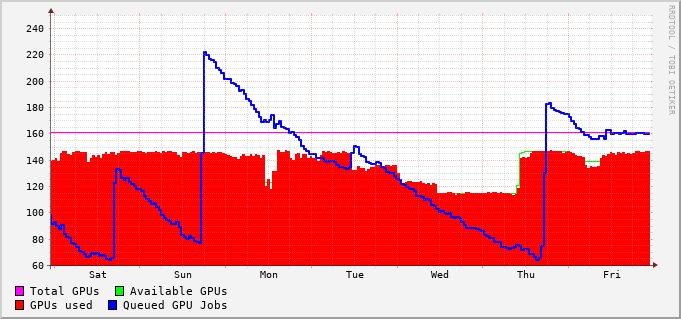 RRDTOOL / TOBI OETIKER
240
220
200
180
160
140
120
100
80
60
Sat Sun Mon Tue Wed Thu Fri
Total GPUs Available GPUs
GPUs used Queued GPU Jobs